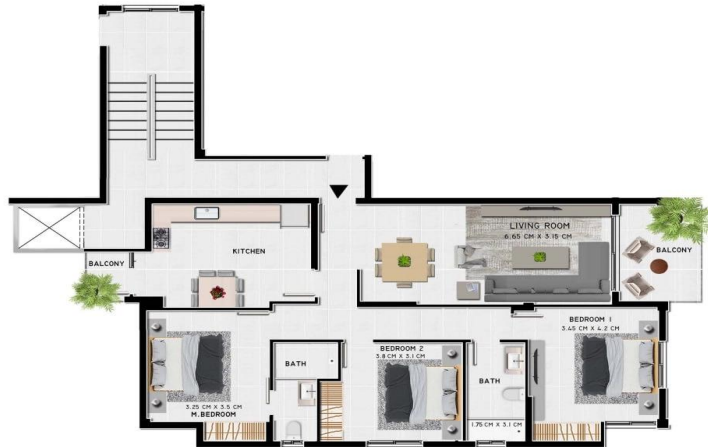 LIVING ROOM
6.65 CM X 3.15 CM
KITCHEN
BALCONY
BALCONY
BEDROOM 1
3.45 CM X 4.2 CM
BEDROOM 2
3.8 CM X 3.1 CM
BATH
BATH
3.25 CM X 3.5 CM
M.BEDROOM
1.75 CM X 3.1 CM